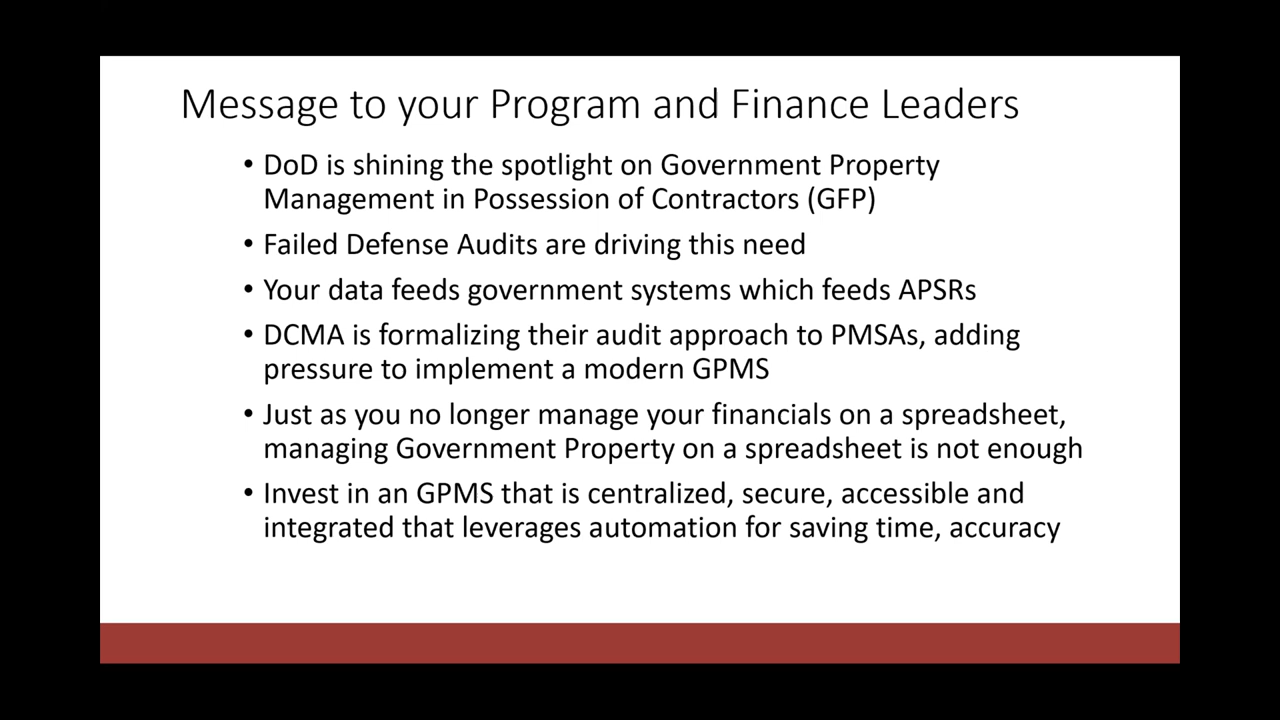 Message to your Program and Finance Leaders
• DoD is shining the spotlight on Government Property
Management in Possession of Contractors (GFP)
• Failed Defense Audits are driving this need
• Your data feeds government systems which feeds APSRs
• DCMA is formalizing their audit approach to PMSAs, adding
pressure to implement a modern GPMS
• Just as you no longer manage your financials on a spreadsheet,
managing Government Property on a spreadsheet is not enough
• Invest in an GPMS that is centralized, secure, accessible and
integrated that leverages automation for saving time, accuracy